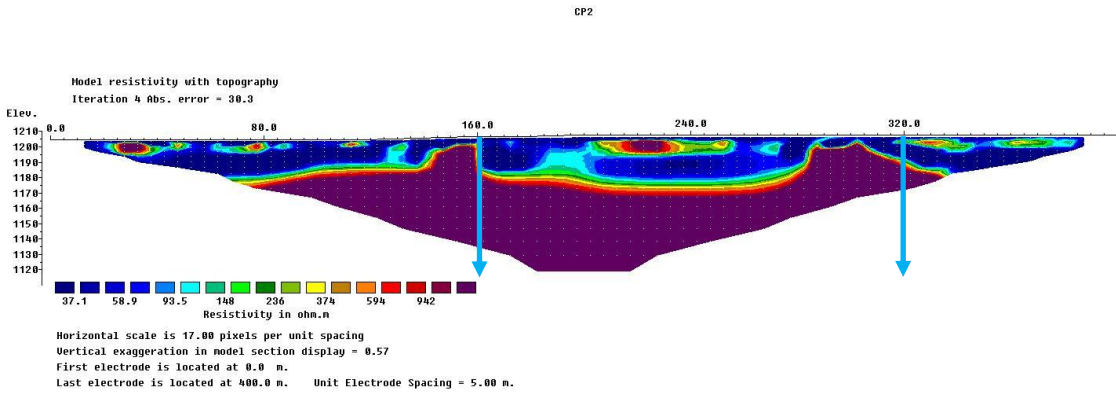 CP2
Model resistivity with topography
Iteration 4 Abs. error = 30.3
Elev.
0.0 80.0 160.0 240.0 320.0
1210
1200
1190
1180
1170
1160
1150
1140
1130
1120
37.1 58.9 93.5 148 236 374 594 942
Resistivity in ohm.m
Horizontal scale is 17.00 pixels per unit spacing
Vertical exaggeration in model section display = 0.57
First electrode is located at 0.0 m.
Last electrode is located at 400.0 m. Unit Electrode Spacing = 5.00 m.